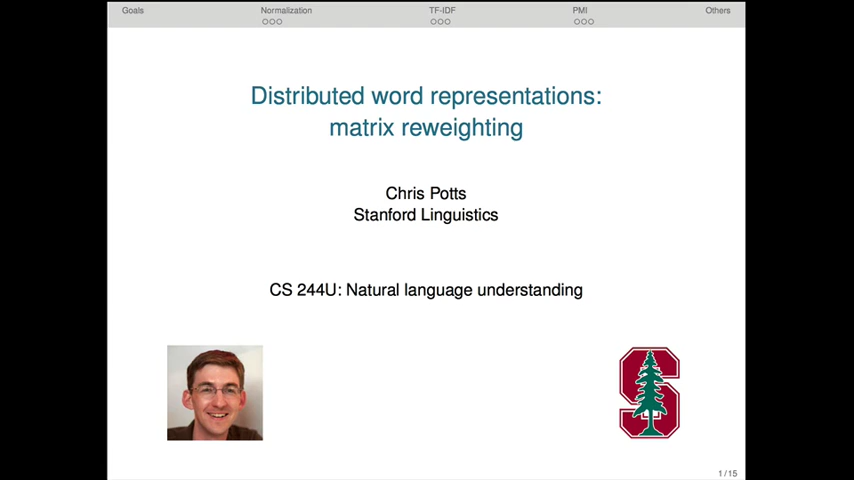 Goals Normalization TF-IDF PMI Others
Distributed word representations:
matrix reweighting
Chris Potts
Stanford Linguistics
CS 244U: Natural language understanding
1 / 15